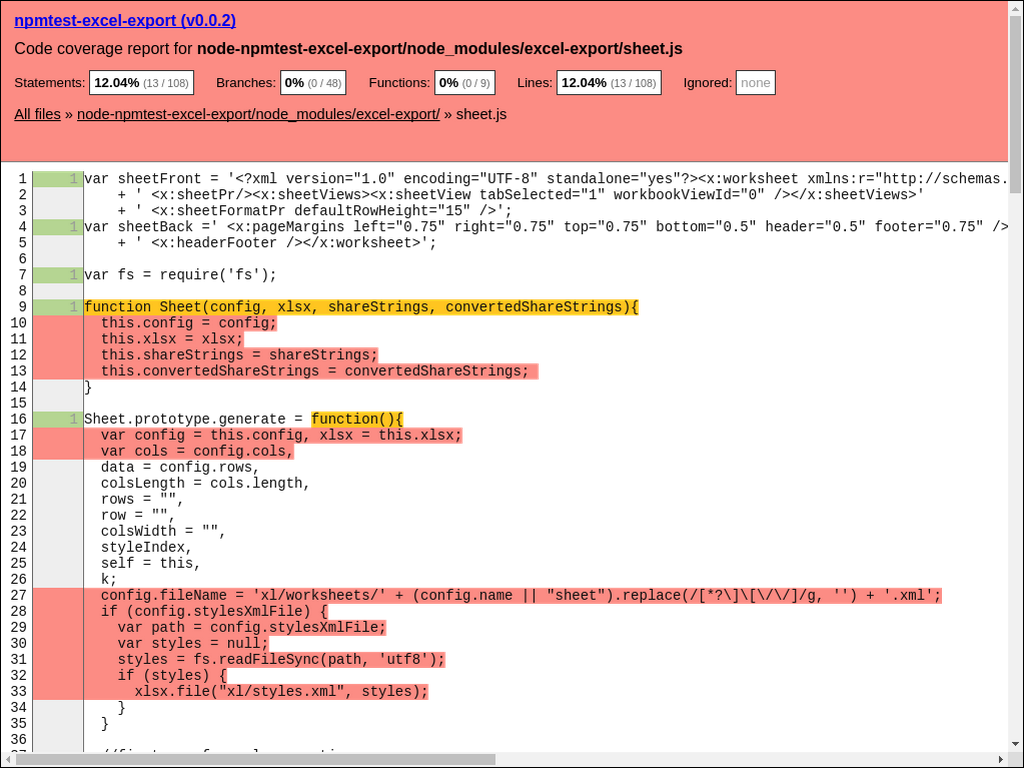 npmtest-excel-export (v0.0.2)
Code coverage report for node-npmtest-excel-export/node_modules/excel-export/sheet.js
Statements: 12.04% (13 / 108) Branches: 0% (0 / 48) Functions: 0% (0 / 9) Lines: 12.04% (13 / 108) Ignored: none
All files » node-npmtest-excel-export/node_modules/excel-export/ » sheet.js
1 1 var sheetFront = '<?xml version="1.0" encoding="UTF-8" standalone="yes"?><x:worksheet xmlns:r="http://schemas.
2 + ' <x:sheetPr/><x:sheetViews><x:sheetView tabSelected="1" workbookViewId="0" /></x:sheetViews>'
3 + ' <x:sheetFormatPr defaultRowHeight="15" />';
4 1 var sheetBack =' <x:pageMargins left="0.75" right="0.75" top="0.75" bottom="0.5" header="0.5" footer="0.75" />
5 + ' <x:headerFooter /></x:worksheet>';
6
7 1 var fs = require('fs');
8
9 1 function Sheet(config, xlsx, shareStrings, convertedShareStrings){
10 this.config = config;
11 this.xlsx = xlsx;
12 this.shareStrings = shareStrings;
13 this.convertedShareStrings = convertedShareStrings;
14 }
15
16 1 Sheet.prototype.generate = function(){
17 var config = this.config, xlsx = this.xlsx;
18 var cols = config.cols,
19 data = config.rows,
20 colsLength = cols.length,
21 rows = "",
22 row = "",
23 colsWidth = "",
24 styleIndex,
25 self = this,
26 k;
27 config.fileName = 'xl/worksheets/' + (config.name || "sheet").replace(/[*?\]\[\/\/]/g, '') + '.xml';
28 if (config.stylesXmlFile) {
29 var path = config.stylesXmlFile;
30 var styles = null;
31 styles = fs.readFileSync(path, 'utf8');
32 if (styles) {
33 xlsx.file("xl/styles.xml", styles);
34 }
35 }
36